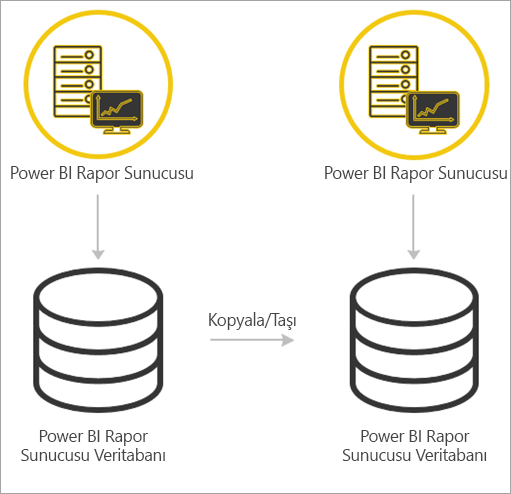 Power BI Rapor Sunucusu
Power BI Rapor Sunucusu
Kopyala/Taşı
Power BI Rapor
Sunucusu Veritabanı
Power BI Rapor
Sunucusu Veritabanı